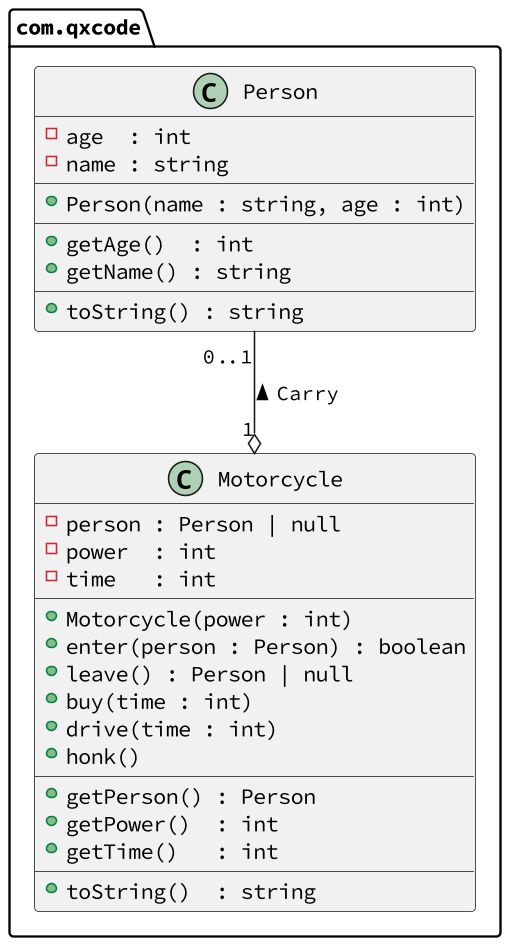 com.qxcode
C Person
age  : int
name : string
Person(name : string, age : int)
getAge()  : int
getName() : string
toString() : string
0..1
Carry
1
C Motorcycle
person : Person | null
power  : int
time   : int
Motorcycle(power : int)
enter(person : Person) : boolean
leave() : Person | null
buy(time : int)
drive(time : int)
honk()
getPerson() : Person
getPower()  : int
getTime()   : int
toString()  : string